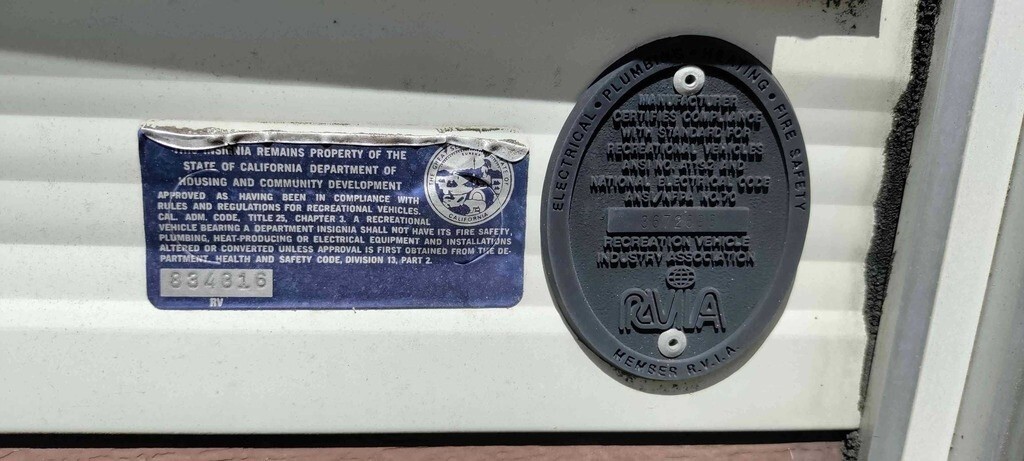 INSIGNIA REMAINS PROPERTY OF THE
STATE OF CALIFORNIA DEPARTMENT OF
HOUSING AND COMMUNITY DEVELOPMENT
APPROVED AS HAVING BEEN IN COMPLIANCE WITH
RULES AND REGULATIONS FOR RECREATIONAL VEHICLES.
CAL. ADM. CODE, TITLE 25, CHAPTER 3. A RECREATIONAL
VEHICLE BEARING A DEPARTMENT INSIGNIA SHALL NOT HAVE ITS FIRE SAFETY,
PLUMBING, HEAT-PRODUCING OR ELECTRICAL EQUIPMENT AND INSTALLATIONS
ALTERED OR CONVERTED UNLESS APPROVAL IS FIRST OBTAINED FROM THE DE-
PARTMENT. HEALTH AND SAFETY CODE, DIVISION 13, PART 2.
834316
RV
CALIFORNIA
ELECTRICAL • PLUMBING • HEATING • FIRE SAFETY
MANUFACTURER
CERTIFIES COMPLIANCE
WITH STANDARD FOR
RECREATIONAL VEHICLES
AND
NATIONAL ELECTRICAL CODE
RECREATION VEHICLE
INDUSTRY ASSOCIATION
RVIA
MEMBER R.V.I.A.